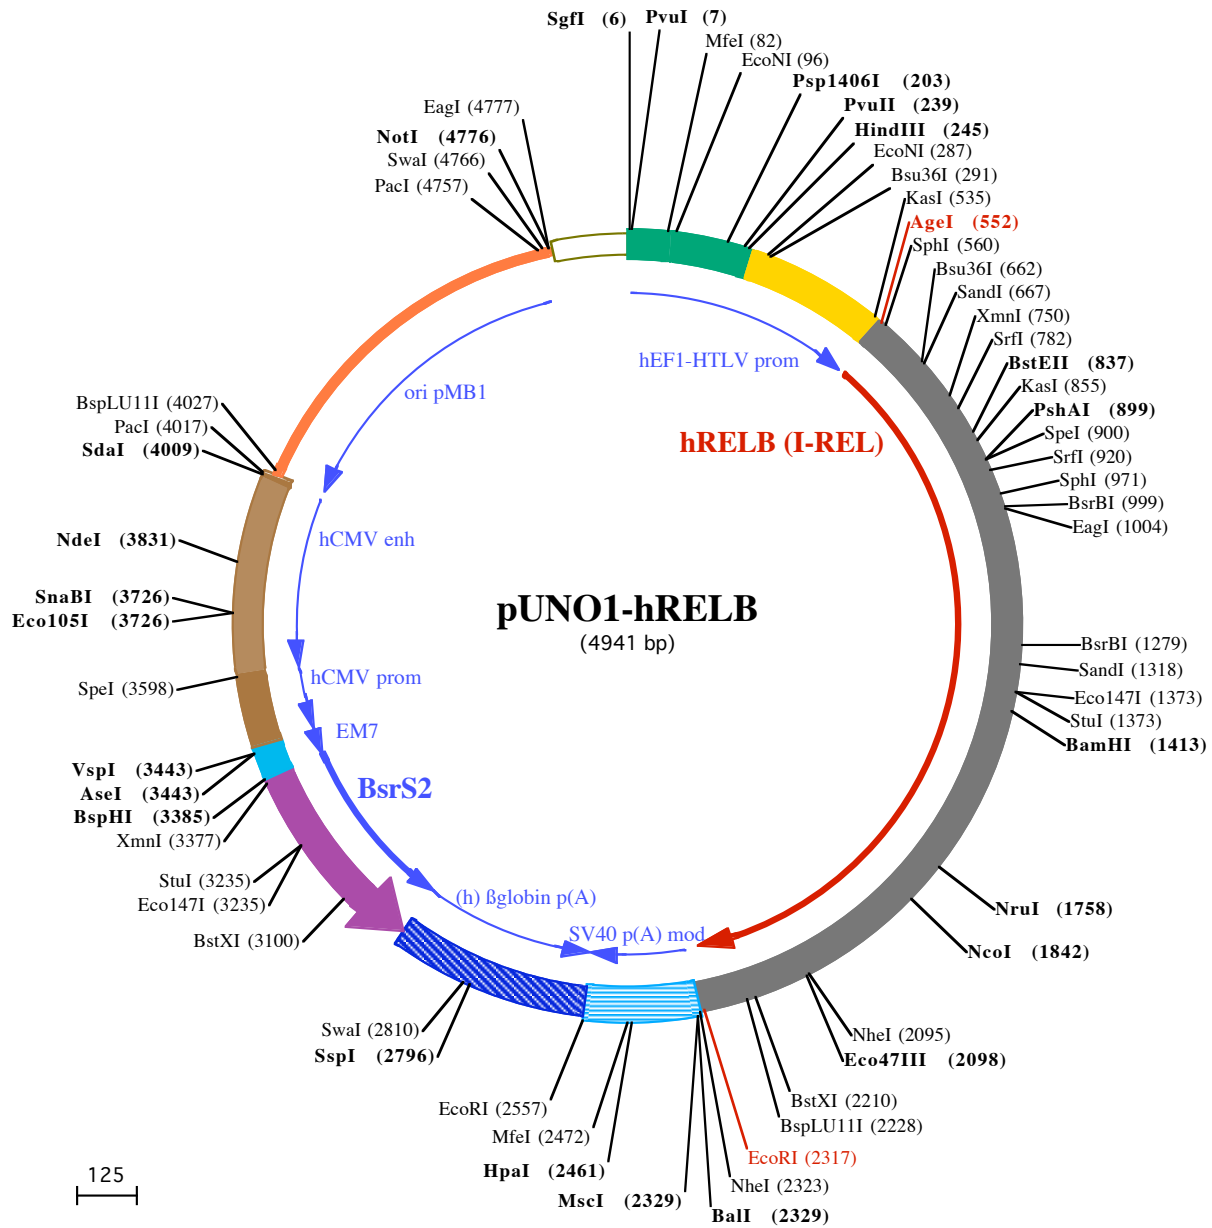 SgfI (6)
PvuI (7)
MfeI (82)
EcoNI (96)
Psp1406I (203)
PvuII (239)
HindIII (245)
EcoNI (287)
Bsu36I (291)
KasI (535)
AgeI (552)
SphI (560)
Bsu36I (662)
SandI (667)
XmnI (750)
SrfI (782)
BstEII (837)
KasI (855)
PshAI (899)
SpeI (900)
SrfI (920)
SphI (971)
BsrBI (999)
EagI (1004)
BsrBI (1279)
SandI (1318)
Eco147I (1373)
StuI (1373)
BamHI (1413)
NruI (1758)
NcoI (1842)
NheI (2095)
Eco47III (2098)
BstXI (2210)
BspLU11I (2228)
EcoRI (2317)
NheI (2323)
BalI (2329)
MscI (2329)
HpaI (2461)
MfeI (2472)
EcoRI (2557)
SspI (2796)
SwaI (2810)
BstXI (3100)
Eco147I (3235)
StuI (3235)
XmnI (3377)
BspHI (3385)
AseI (3443)
VspI (3443)
SpeI (3598)
Eco105I (3726)
SnaBI (3726)
NdeI (3831)
SdaI (4009)
PacI (4017)
BspLU11I (4027)
PacI (4757)
SwaI (4766)
NotI (4776)
EagI (4777)
hEF1-HTLV prom
hRELB (I-REL)
ori pMB1
hCMV enh
pUNO1-hRELB
(4941 bp)
hCMV prom
EM7
BsrS2
(h) ßglobin p(A)
SV40 p(A) mod
125